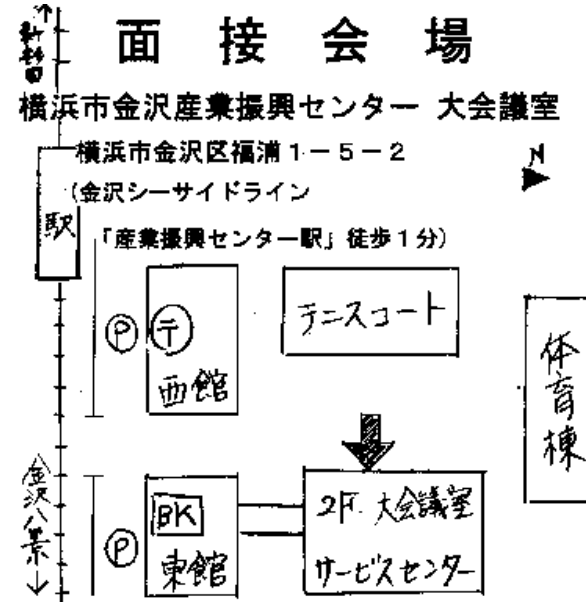 ↑新杉田
面接会場
横浜市金沢産業振興センター 大会議室
横浜市金沢区福浦1－5－2
(金沢シーサイドライン
「産業振興センター駅」徒歩1分)
N
駅
P
〒
西館
テニスコート
体育棟
金沢八景↓
P
BK
東館
2F. 大会議室
サービスセンター